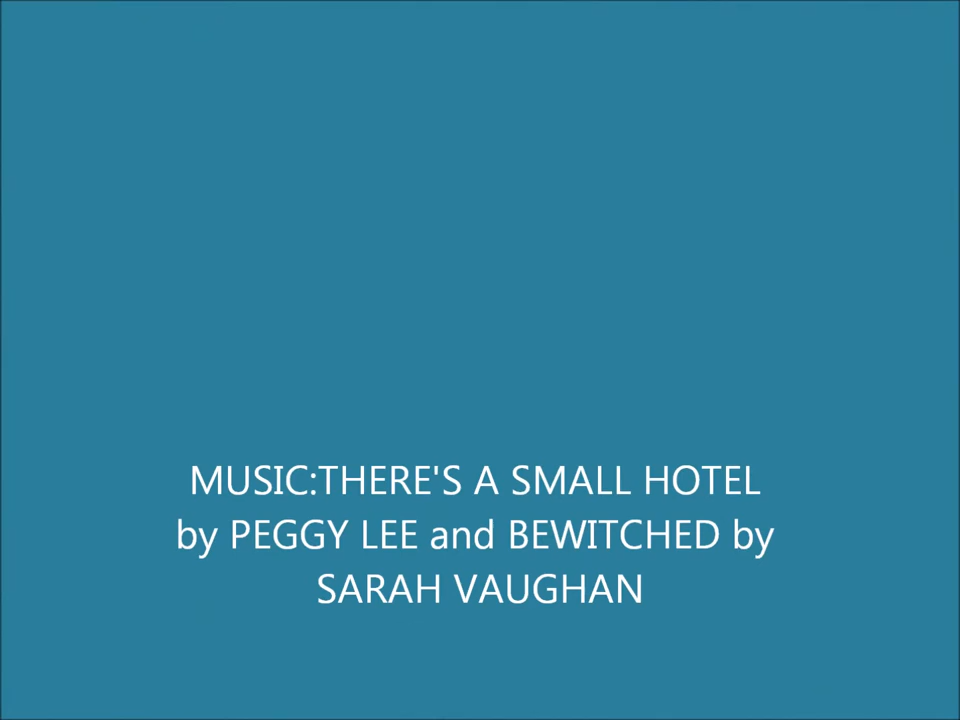 MUSIC:THERE'S A SMALL HOTEL
by PEGGY LEE and BEWITCHED by
SARAH VAUGHAN